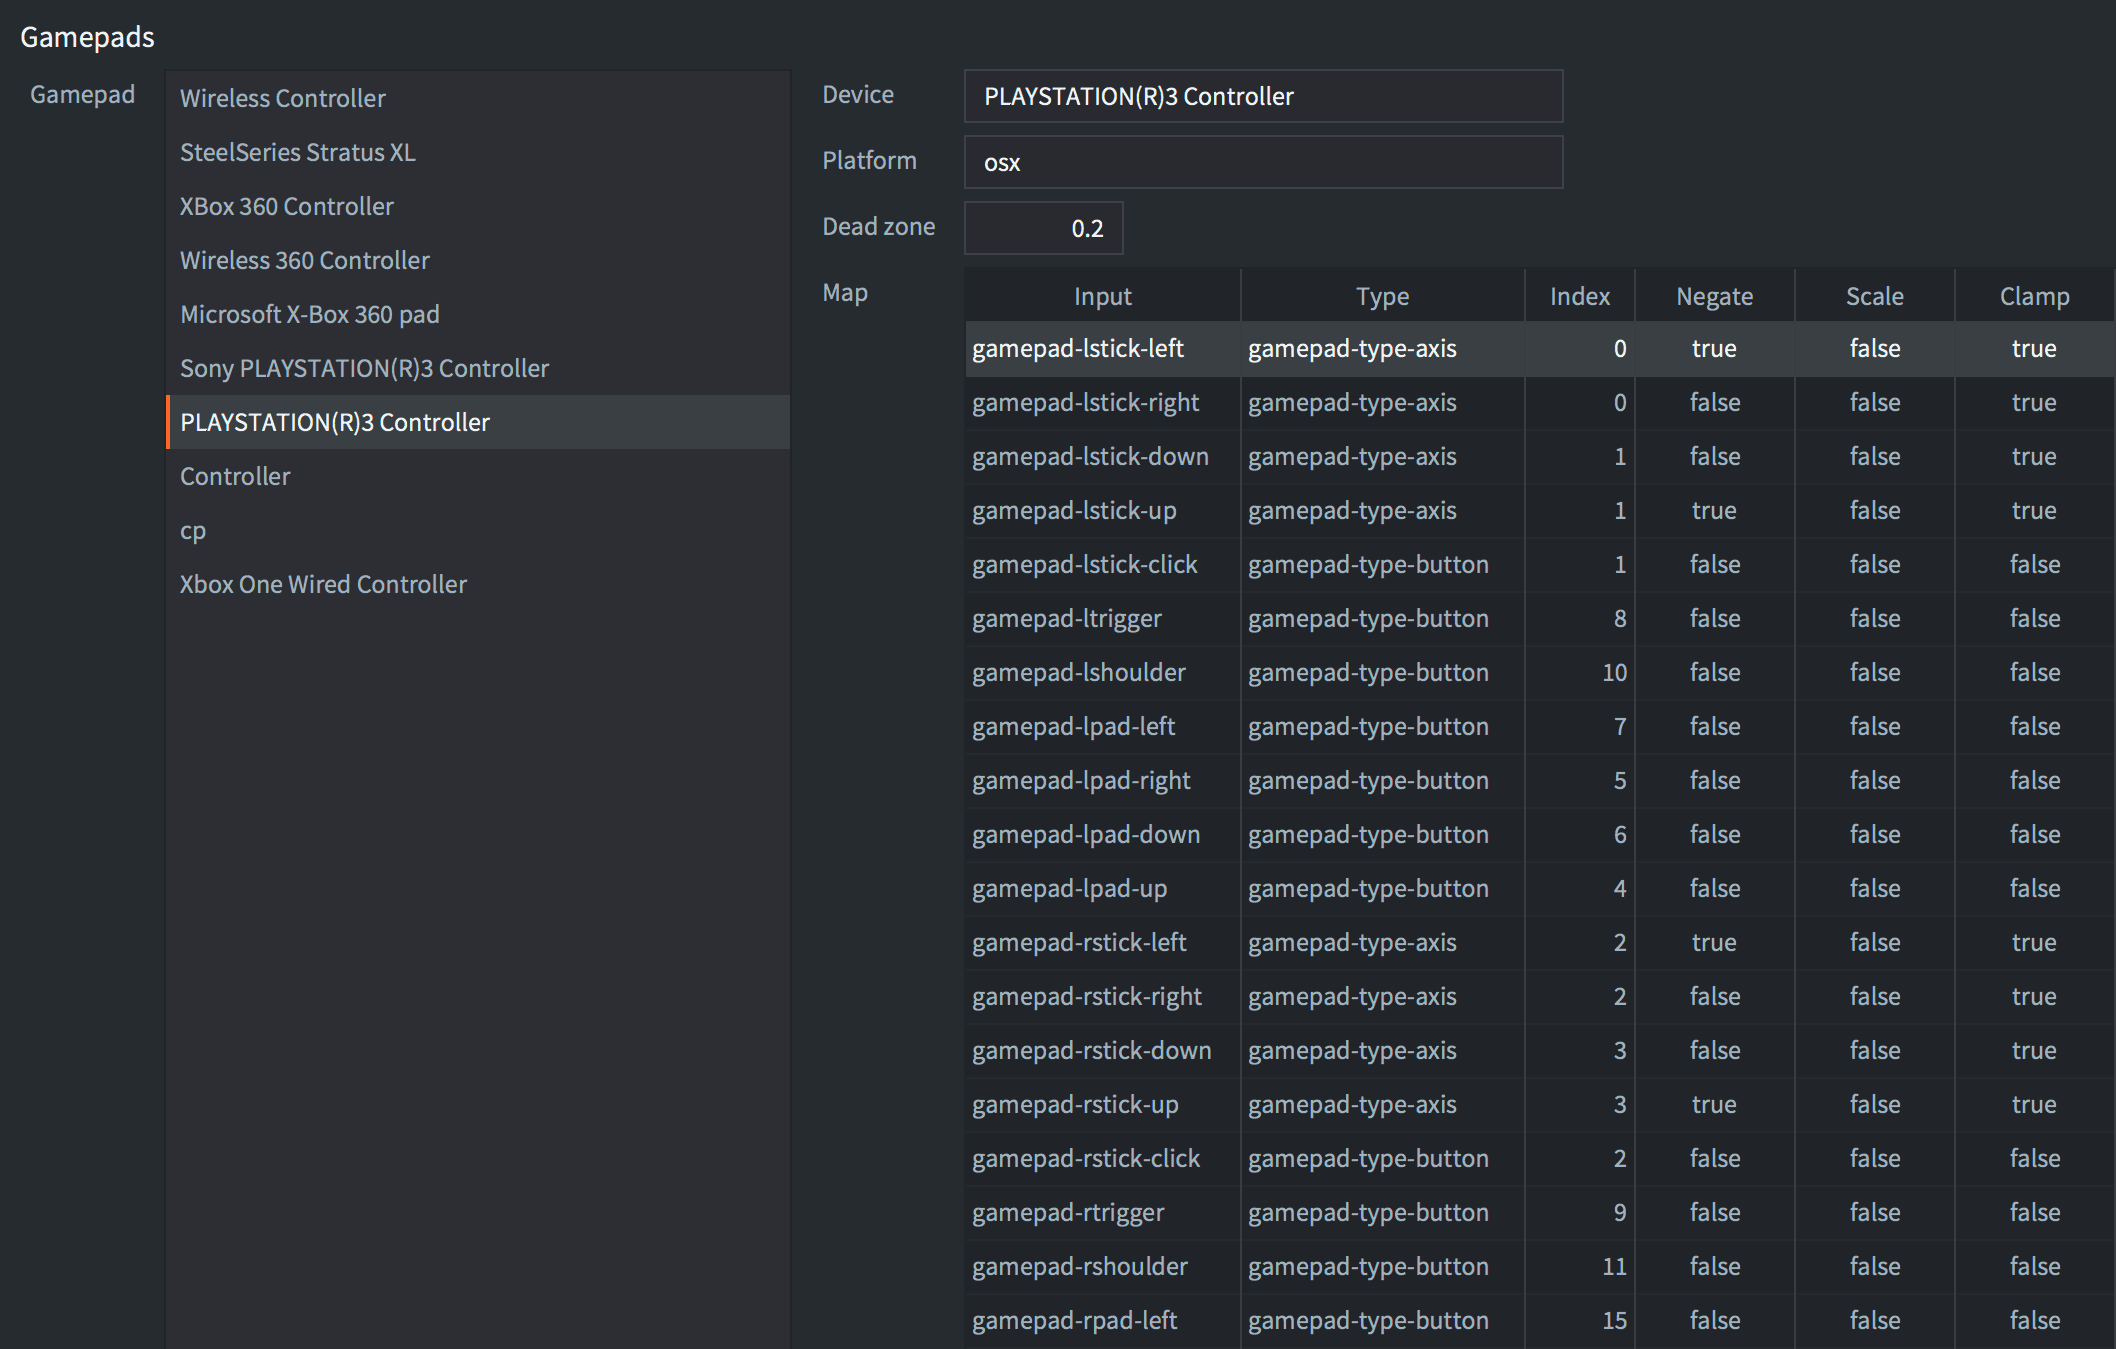 Gamepads
Gamepad
Wireless Controller
SteelSeries Stratus XL
XBox 360 Controller
Wireless 360 Controller
Microsoft X-Box 360 pad
Sony PLAYSTATION(R)3 Controller
PLAYSTATION(R)3 Controller
Controller
cp
Xbox One Wired Controller
Device PLAYSTATION(R)3 Controller
Platform osx
Dead zone 0.2
Map
Input Type Index Negate Scale Clamp
gamepad-lstick-left gamepad-type-axis 0 true false true
gamepad-lstick-right gamepad-type-axis 0 false false true
gamepad-lstick-down gamepad-type-axis 1 false false true
gamepad-lstick-up gamepad-type-axis 1 true false true
gamepad-lstick-click gamepad-type-button 1 false false false
gamepad-ltrigger gamepad-type-button 8 false false false
gamepad-lshoulder gamepad-type-button 10 false false false
gamepad-lpad-left gamepad-type-button 7 false false false
gamepad-lpad-right gamepad-type-button 5 false false false
gamepad-lpad-down gamepad-type-button 6 false false false
gamepad-lpad-up gamepad-type-button 4 false false false
gamepad-rstick-left gamepad-type-axis 2 true false true
gamepad-rstick-right gamepad-type-axis 2 false false true
gamepad-rstick-down gamepad-type-axis 3 false false true
gamepad-rstick-up gamepad-type-axis 3 true false true
gamepad-rstick-click gamepad-type-button 2 false false false
gamepad-rtrigger gamepad-type-button 9 false false false
gamepad-rshoulder gamepad-type-button 11 false false false
gamepad-rpad-left gamepad-type-button 15 false false false